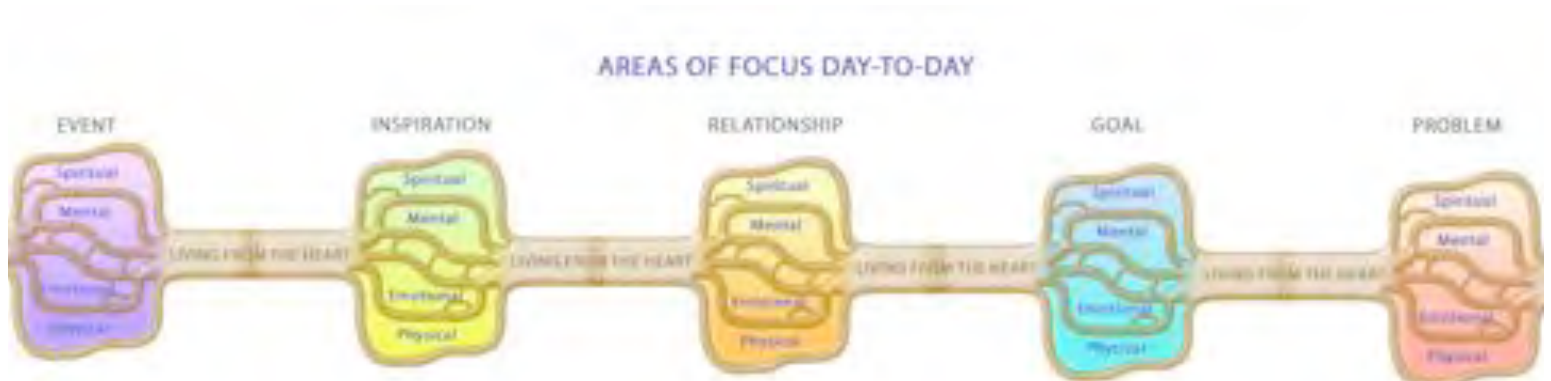 AREAS OF FOCUS DAY-TO-DAY
EVENT
INSPIRATION
RELATIONSHIP
GOAL
PROBLEM
Spiritual
Mental
Emotional
LIVING FROM THE HEART
Spiritual
Mental
Emotional
Physical
LIVING FROM THE HEART
Spiritual
Mental
Emotional
Physical
LIVING FROM THE HEART
Spiritual
Mental
Emotional
Physical
LIVING FROM THE HEART
Spiritual
Mental
Emotional
Physical